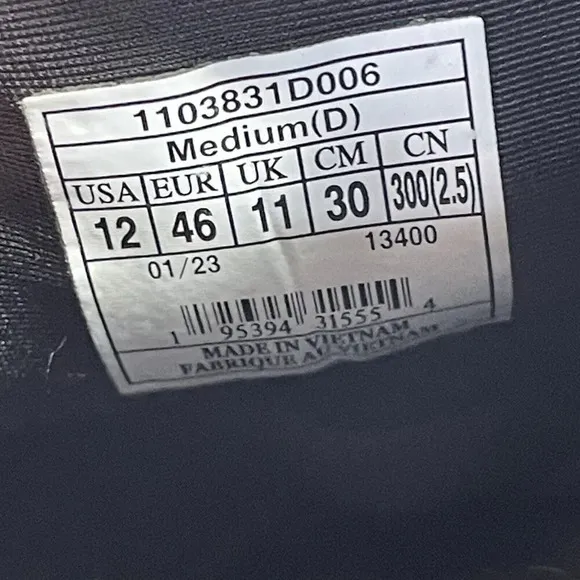 1103831D006
Medium(D)
USA EUR UK CM CN
12 46 11 30 300(2.5)
13400
01/23
1 95394 31555 4
MADE IN VIETNAM
FABRIQUE AU VIETNAM